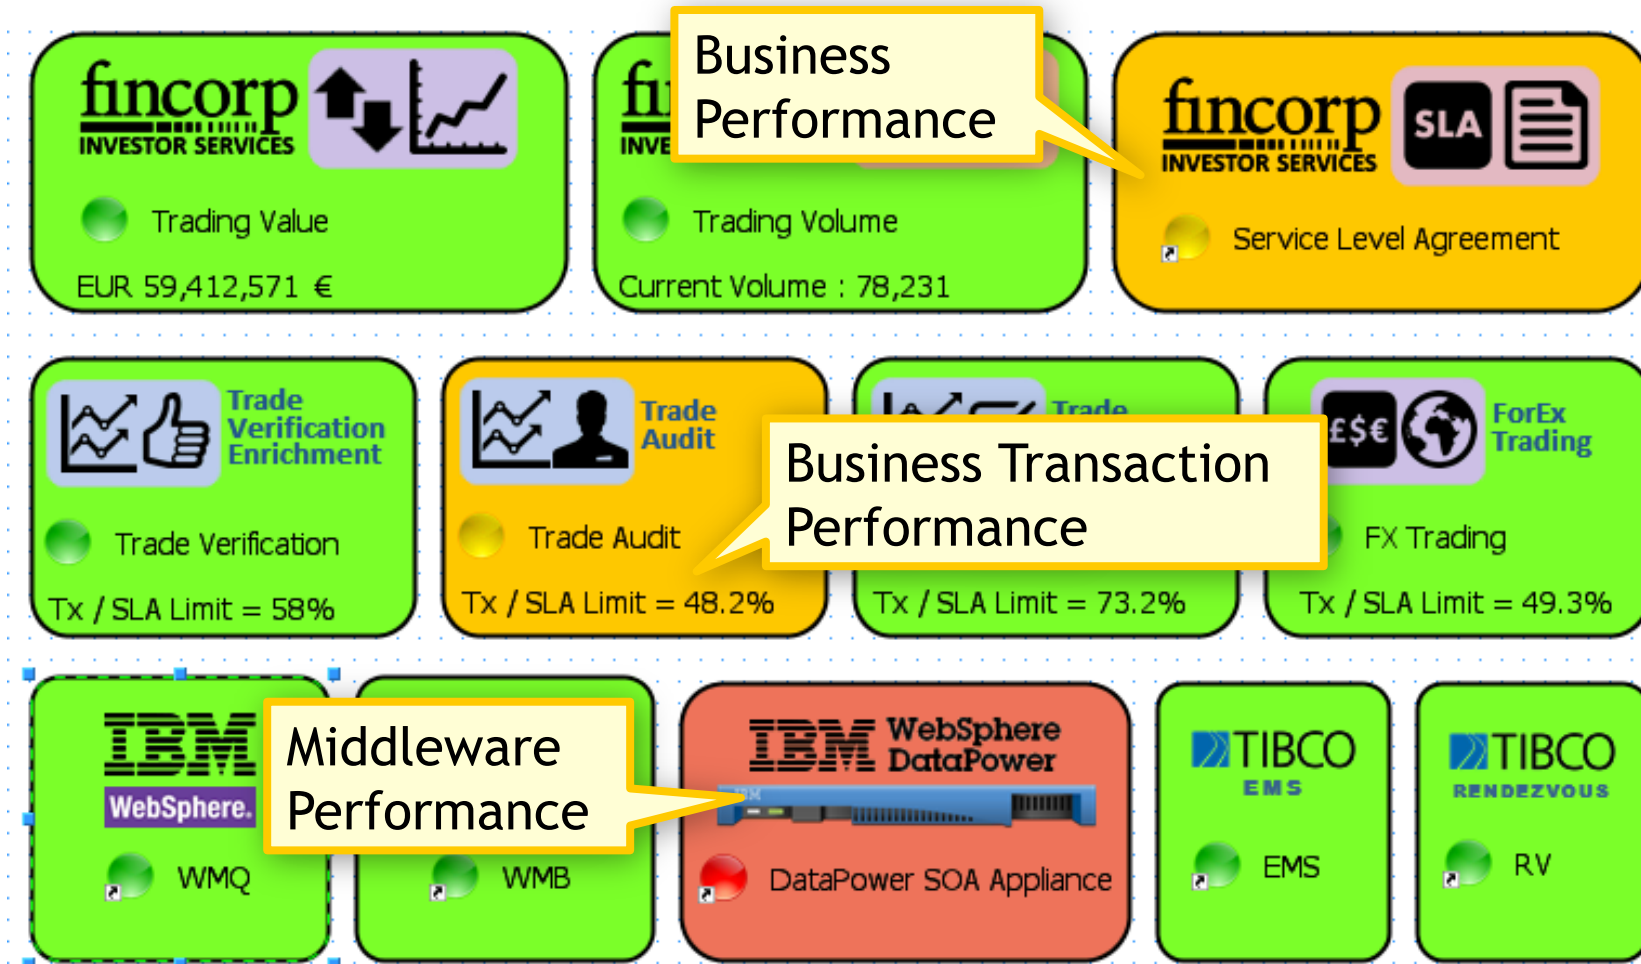 Business
Performance
fincorp
INVESTOR SERVICES
Trading Value
EUR 59,412,571 €
Trading Volume
Current Volume : 78,231
fincorp
INVESTOR SERVICES
SLA
Service Level Agreement
Trade
Verification
Enrichment
Trade Verification
Tx / SLA Limit = 58%
Trade
Audit
Trade Audit
Tx / SLA Limit = 48.2%
Business Transaction
Performance
Trade
Tx / SLA Limit = 73.2%
£$€
ForEx
Trading
FX Trading
Tx / SLA Limit = 49.3%
IBM
WebSphere.
WMQ
Middleware
Performance
WMB
IBM WebSphere
DataPower
IBM
DataPower SOA Appliance
TIBCO
EMS
EMS
TIBCO
RENDEZVOUS
RV